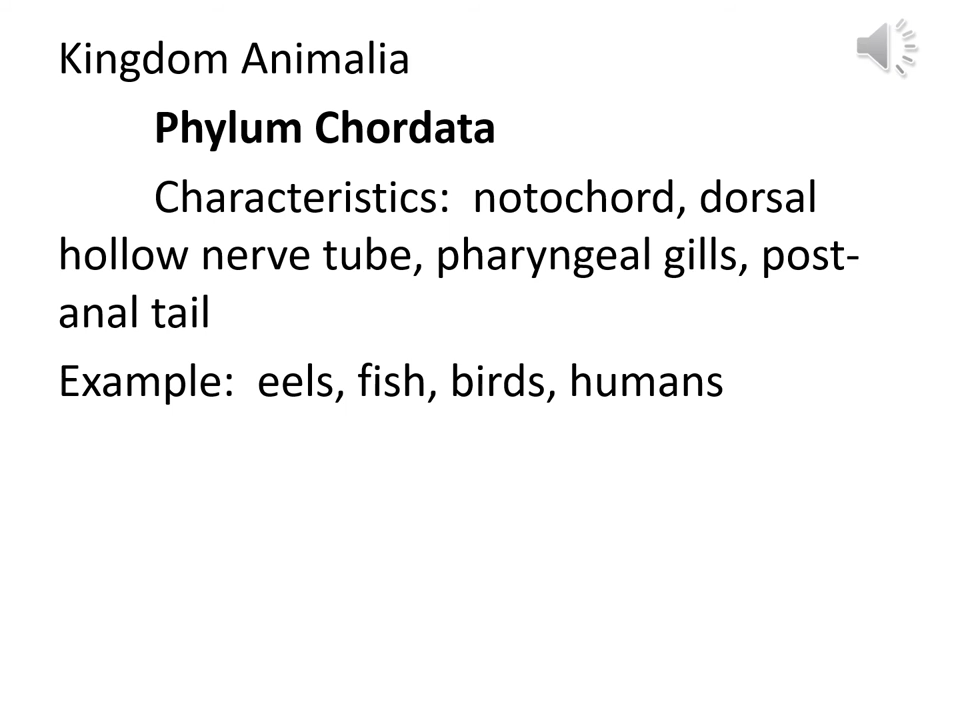 Kingdom Animalia
Phylum Chordata
Characteristics:  notochord, dorsal
hollow nerve tube, pharyngeal gills, post-
anal tail
Example:  eels, fish, birds, humans